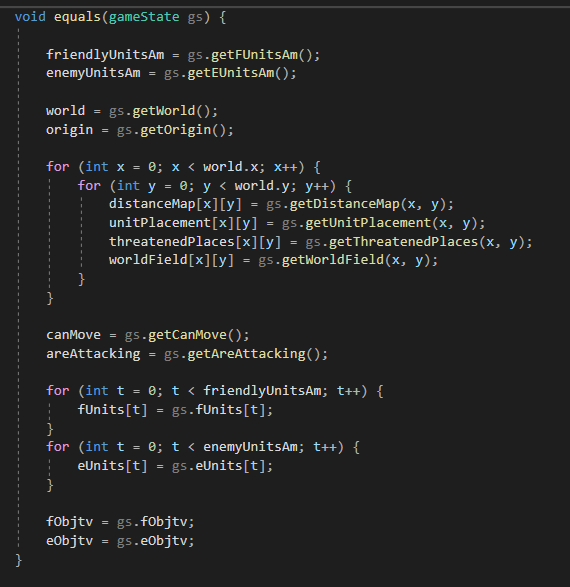 void equals(gameState gs) {
friendlyUnitsAm = gs.getFUnitsAm();
enemyUnitsAm = gs.getEUnitsAm();
world = gs.getWorld();
origin = gs.getOrigin();
for (int x = 0; x < world.x; x++) {
for (int y = 0; y < world.y; y++) {
distanceMap[x][y] = gs.getDistanceMap(x, y);
unitPlacement[x][y] = gs.getUnitPlacement(x, y);
threatenedPlaces[x][y] = gs.getThreatenedPlaces(x, y);
worldField[x][y] = gs.getWorldField(x, y);
}
}
canMove = gs.getCanMove();
areAttacking = gs.getAreAttacking();
for (int t = 0; t < friendlyUnitsAm; t++) {
fUnits[t] = gs.fUnits[t];
}
for (int t = 0; t < enemyUnitsAm; t++) {
eUnits[t] = gs.eUnits[t];
}
fObjtv = gs.fObjtv;
eObjtv = gs.eObjtv;
}